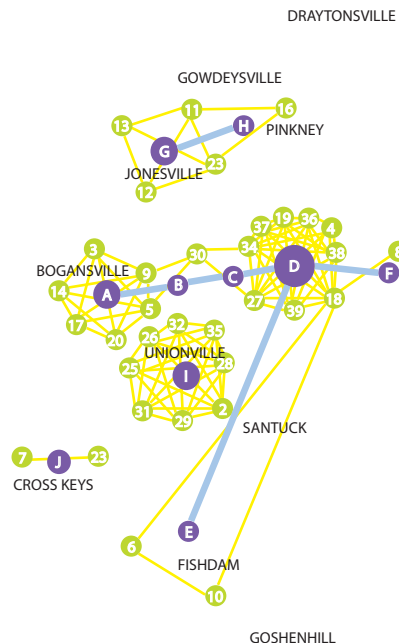 DRAYTONSVILLE
GOWDEYSVILLE
11
16
13
H
PINKNEY
G
23
JONESVILLE
12
19
36
37
4
3
34
38
30
8
BOGANSVILLE
9
D
F
C
14
A
B
27
18
5
39
17
32
35
20
26
UNIONVILLE
28
25
I
31
2
29
SANTUCK
7
J
23
CROSS KEYS
E
6
FISHDAM
10
GOSHENHILL